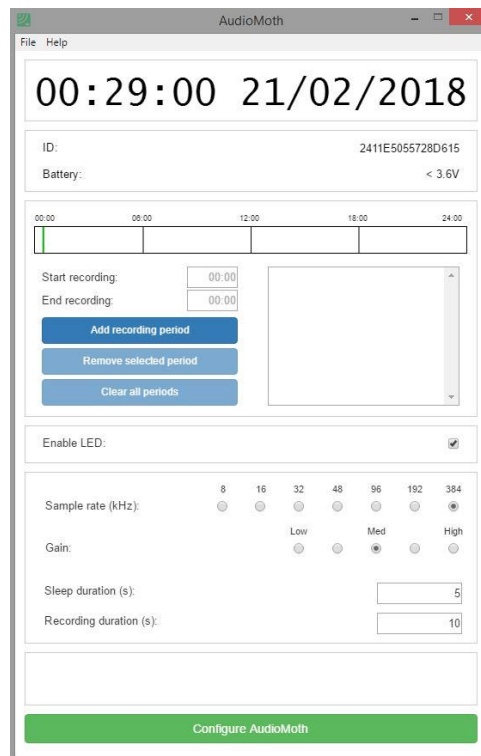 AudioMoth
File Help
00:29:00 21/02/2018
ID: 2411E5055728D615
Battery: < 3.6V
00:00 06:00 12:00 18:00 24:00
Start recording: 00:00
End recording: 00:00
Add recording period
Remove selected period
Clear all periods
Enable LED:
8 16 32 48 96 192 384
Sample rate (kHz):
Low Med High
Gain:
Sleep duration (s): 5
Recording duration (s): 10
Configure AudioMoth